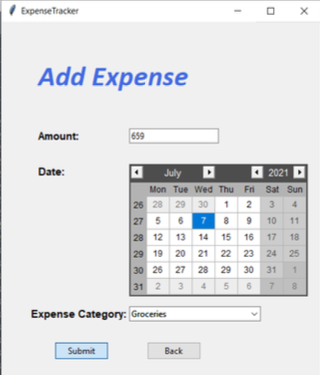 ExpenseTracker
Add Expense
Amount: 659
Date: July 2021
Mon Tue Wed Thu Fri Sat Sun
26 28 29 30 1 2 3 4
27 5 6 7 8 9 10 11
28 12 13 14 15 16 17 18
29 19 20 21 22 23 24 25
30 26 27 28 29 30 31 1
31 2 3 4 5 6 7 8
Expense Category: Groceries
Submit Back